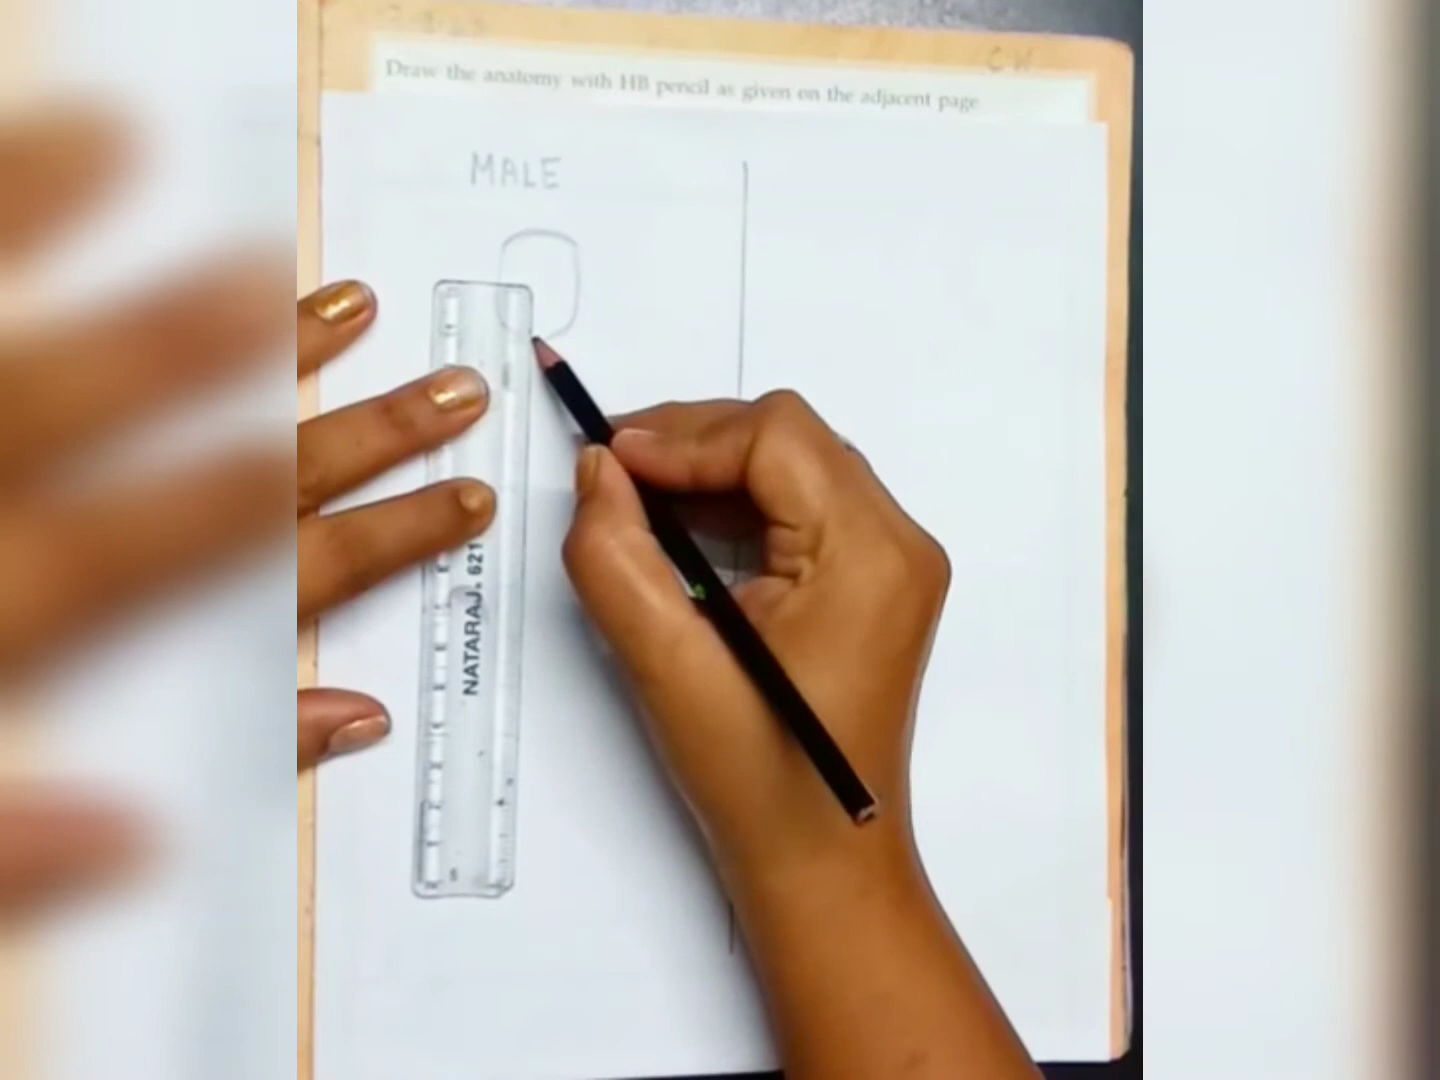 C W
Draw the anatomy with HB pencil as given on the adjacent page
MALE
NATARAJ 621